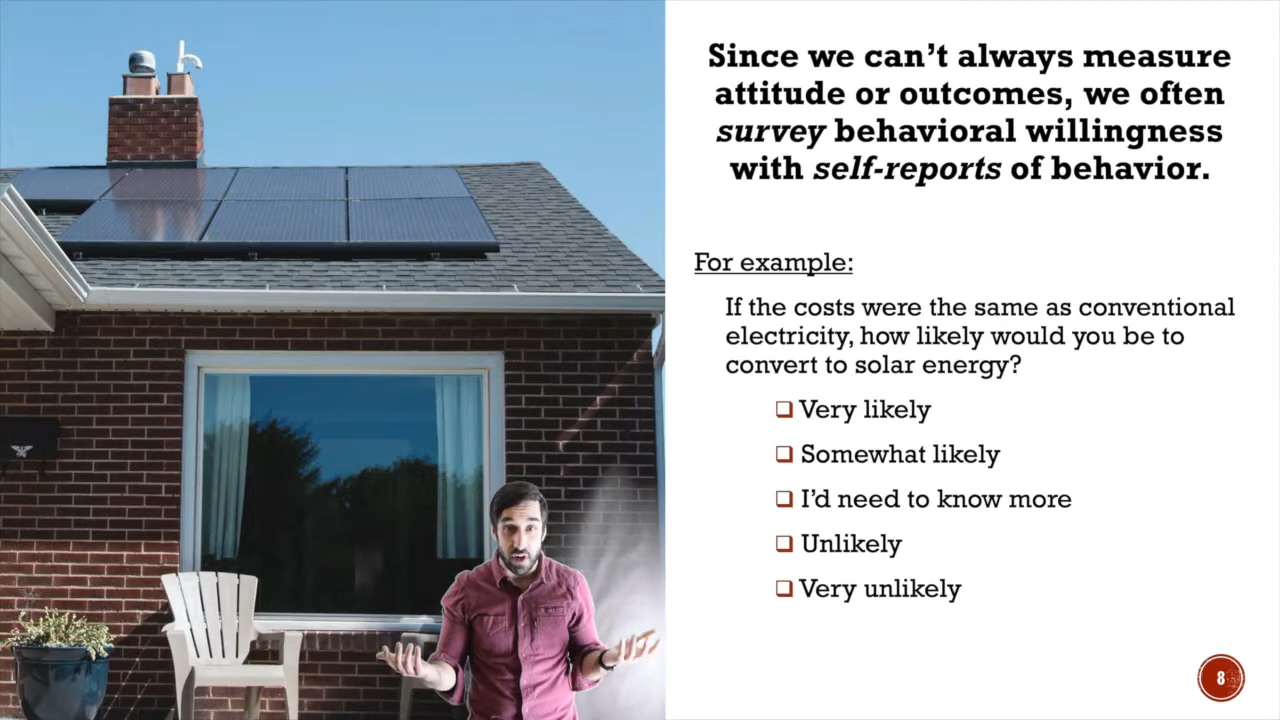 Since we can't always measure
attitude or outcomes, we often
survey behavioral willingness
with self-reports of behavior.
For example:
If the costs were the same as conventional
electricity, how likely would you be to
convert to solar energy?
❑ Very likely
❑ Somewhat likely
❑ I'd need to know more
❑ Unlikely
❑ Very unlikely
8